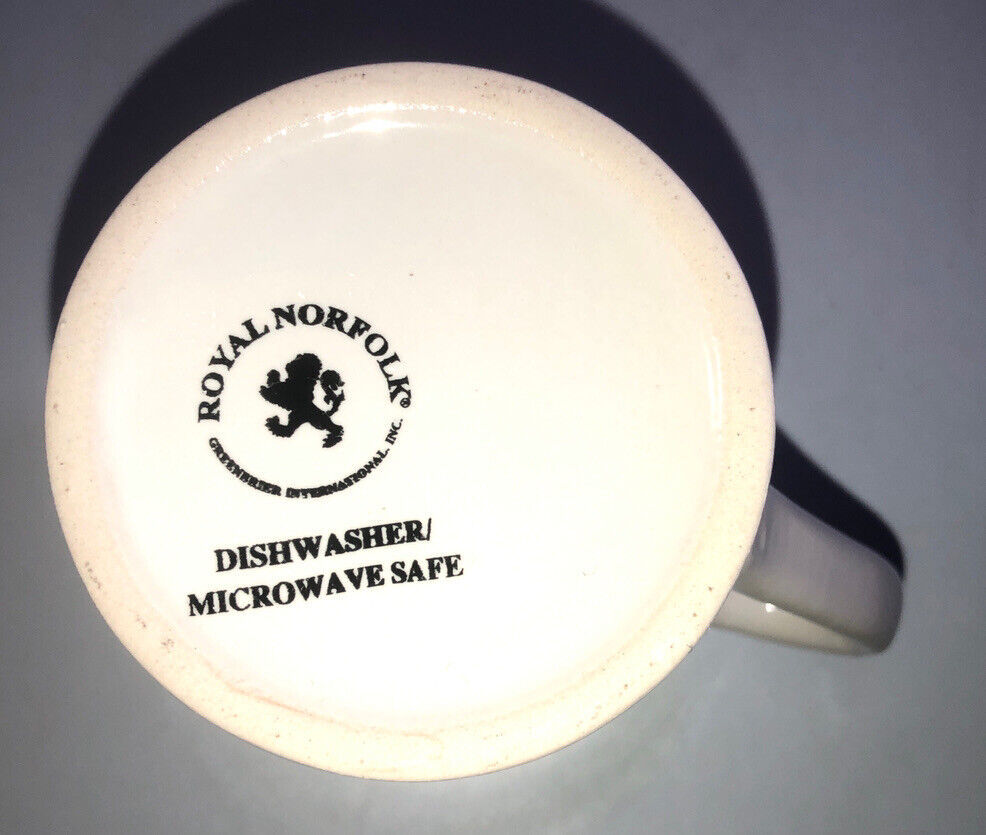 ROYAL NORFOLK®
GREENBRIER INTERNATIONAL, INC.
DISHWASHER/
MICROWAVE SAFE